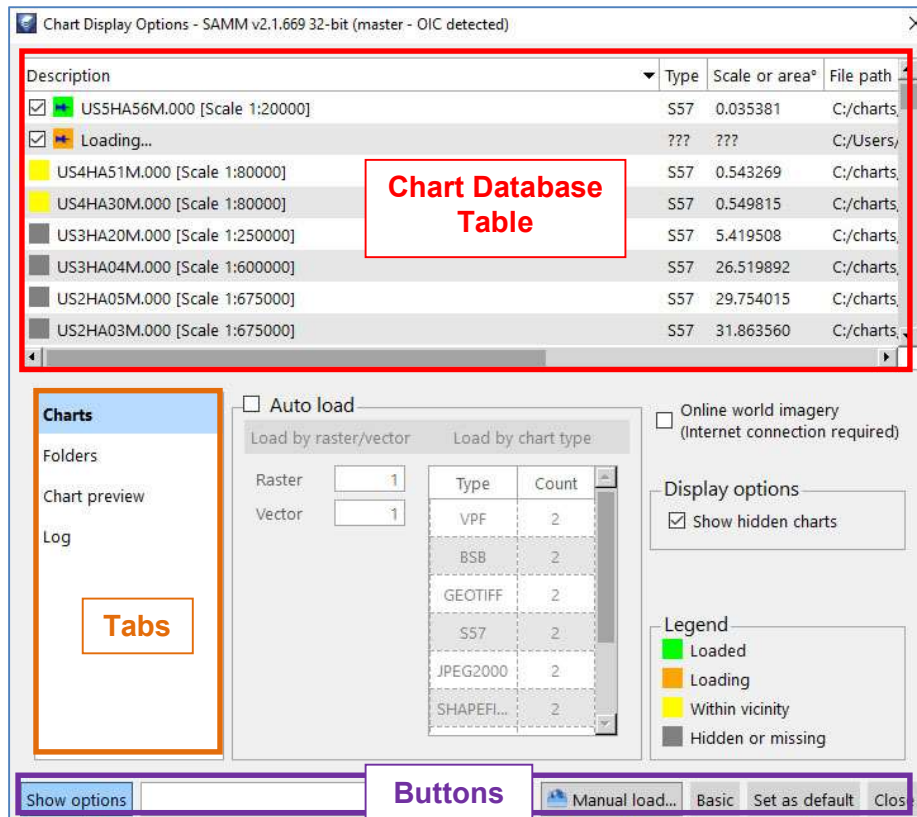 Chart Display Options - SAMM v2.1.669 32-bit (master - OIC detected)
Description Type Scale or area° File path
US5HA56M.000 [Scale 1:20000] S57 0.035381 C:/charts,
Loading... ??? ??? C:/Users/
US4HA51M.000 [Scale 1:80000] S57 0.543269 C:/charts,
US4HA30M.000 [Scale 1:80000] S57 0.549815 C:/charts,
US3HA20M.000 [Scale 1:250000] S57 5.419508 C:/charts,
US3HA04M.000 [Scale 1:600000] S57 26.519892 C:/charts,
US2HA05M.000 [Scale 1:675000] S57 29.754015 C:/charts,
US2HA03M.000 [Scale 1:675000] S57 31.863560 C:/charts,
Chart Database
Table
Charts
Folders
Chart preview
Log
Tabs
Auto load
Load by raster/vector Load by chart type
Raster 1
Vector 1
Type Count
VPF 2
BSB 2
GEOTIFF 2
S57 2
JPEG2000 2
SHAPEFI... 2
Online world imagery
(Internet connection required)
Display options
Show hidden charts
Legend
Loaded
Loading
Within vicinity
Hidden or missing
Show options
Buttons
Manual load... Basic Set as default Close